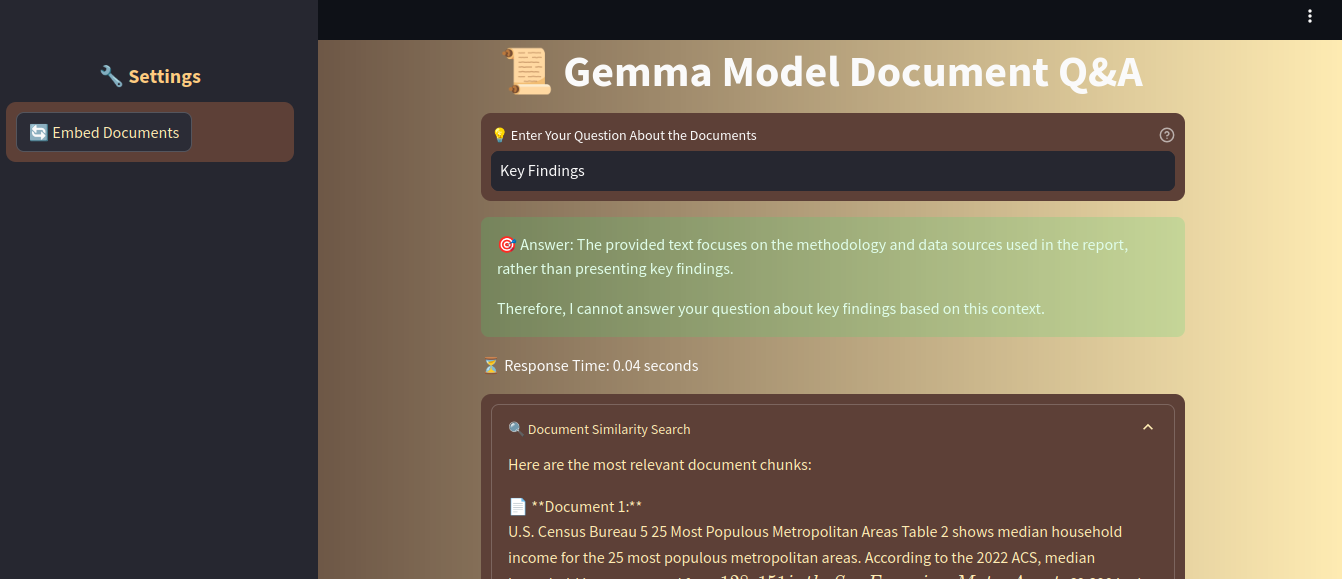 Settings
Embed Documents
Gemma Model Document Q&A
Enter Your Question About the Documents
Key Findings
Answer: The provided text focuses on the methodology and data sources used in the report,
rather than presenting key findings.
Therefore, I cannot answer your question about key findings based on this context.
Response Time: 0.04 seconds
Document Similarity Search
Here are the most relevant document chunks:
**Document 1:**
U.S. Census Bureau 5 25 Most Populous Metropolitan Areas Table 2 shows median household
income for the 25 most populous metropolitan areas. According to the 2022 ACS, median